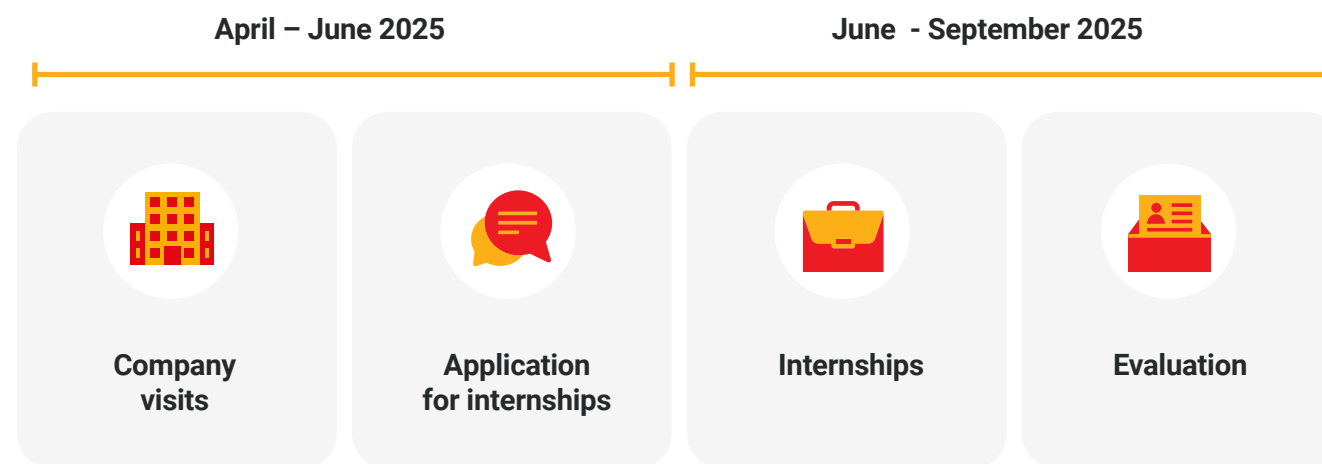 April – June 2025
June - September 2025
Company
visits
Application
for internships
Internships
Evaluation